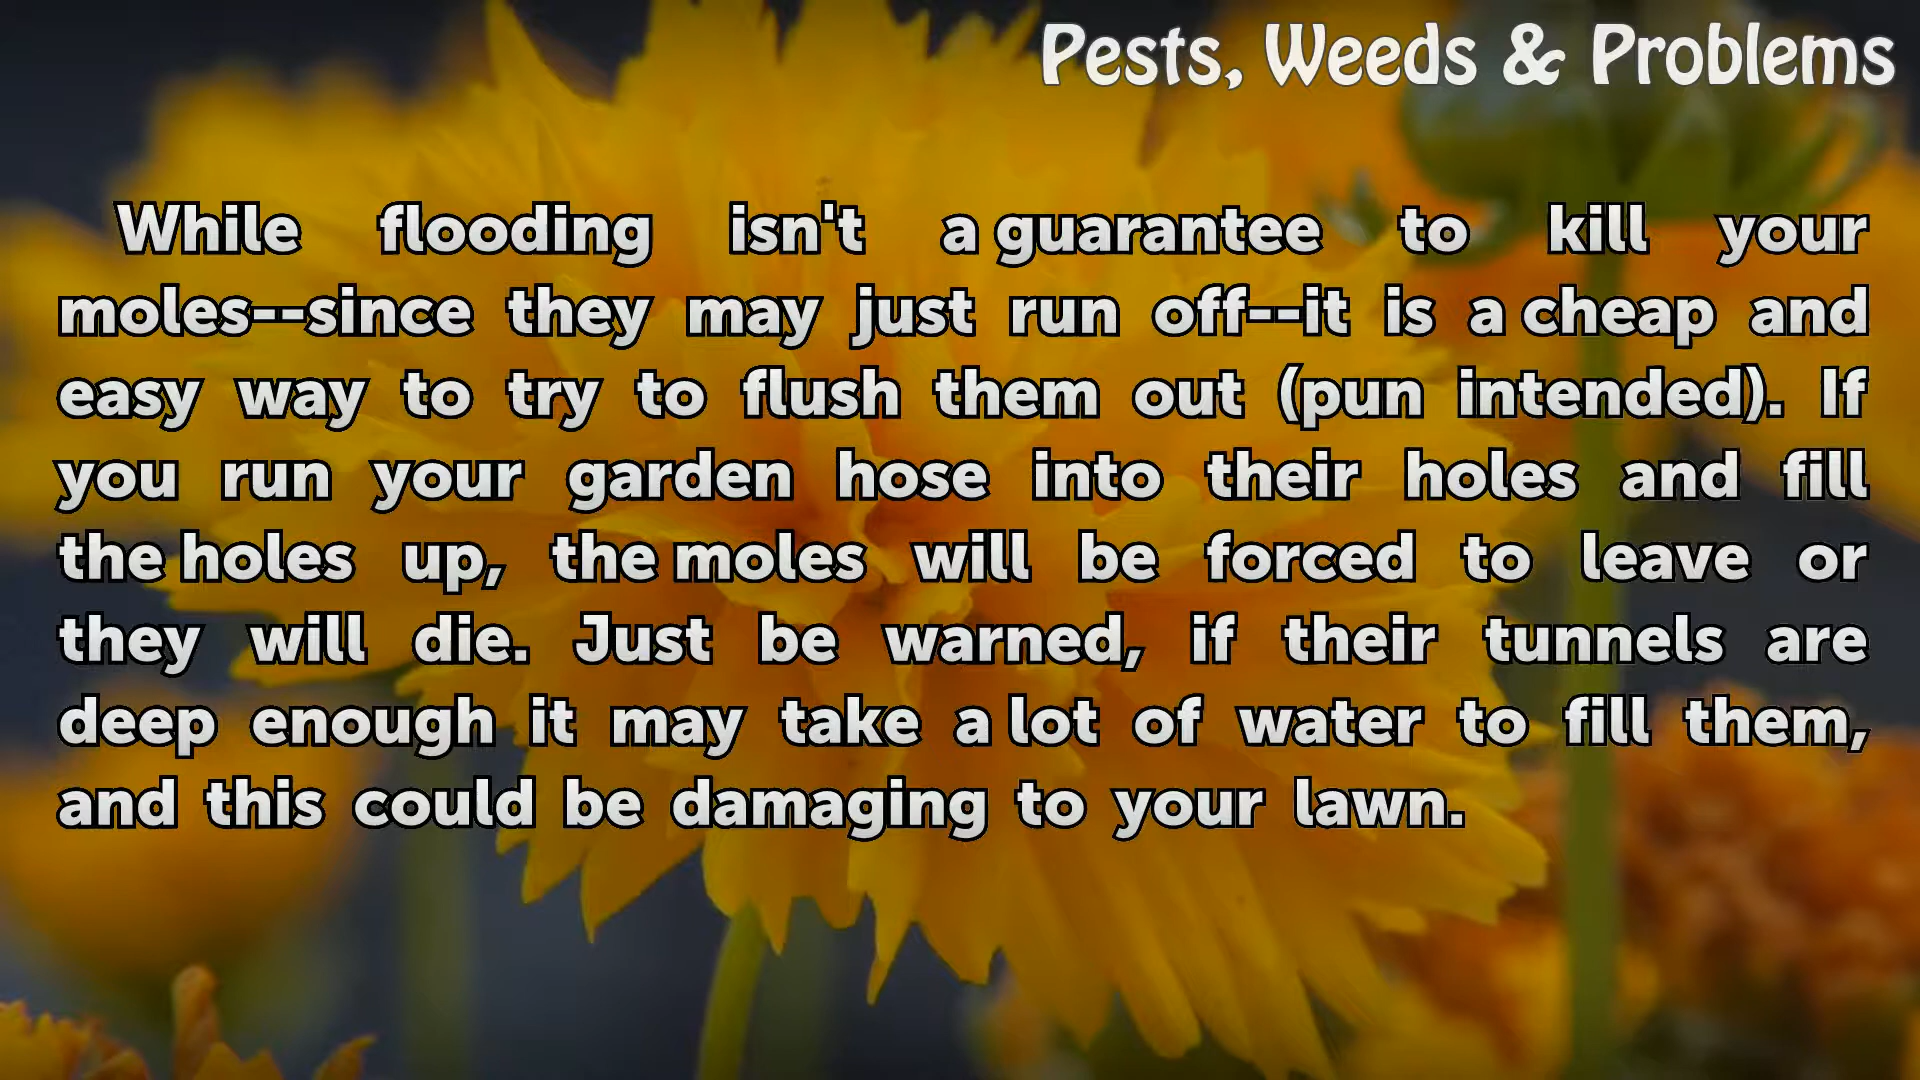 Pests, Weeds & Problems
While flooding isn't a guarantee to kill your
moles--since they may just run off--it is a cheap and
easy way to try to flush them out (pun intended). If
you run your garden hose into their holes and fill
the holes up, the moles will be forced to leave or
they will die. Just be warned, if their tunnels are
deep enough it may take a lot of water to fill them,
and this could be damaging to your lawn.